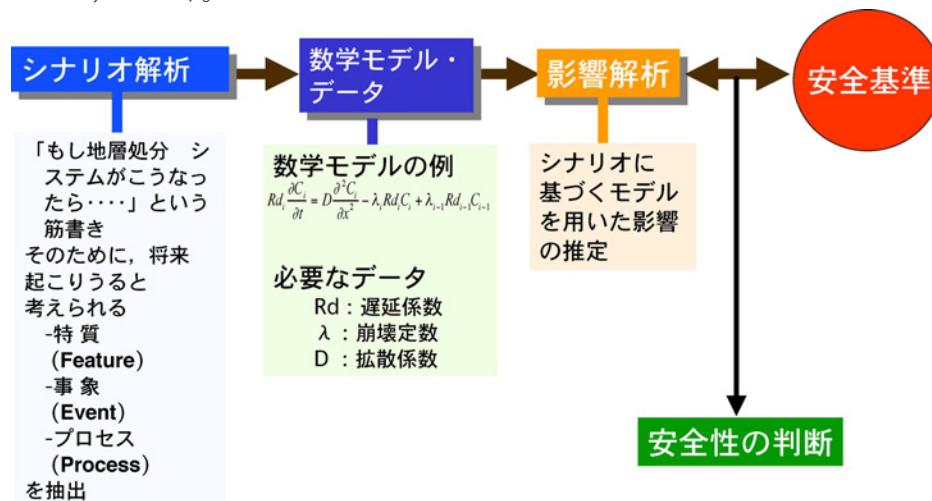 シナリオ解析
「もし地層処分　シ
ステムがこうなっ
たら‥‥」という
筋書き
そのために，将来
起こりうると
考えられる
-特 質
(Feature)
-事 象
(Event)
-プロセス
(Process)
を抽出
数学モデル・
データ
数学モデルの例
Rd_i ∂C_i/∂t = D ∂²C_i/∂x² − λ_i Rd_i C_i + λ_{i-1} Rd_{i-1} C_{i-1}
必要なデータ
Rd：遅延係数
λ：崩壊定数
D：拡散係数
影響解析
シナリオに
基づくモデル
を用いた影響
の推定
安全基準
安全性の判断